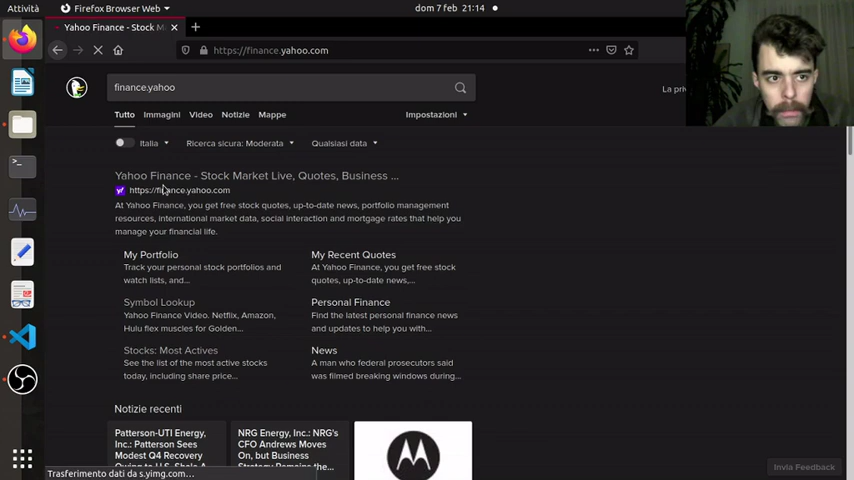 Attività
Firefox Browser Web
dom 7 feb 21:14
Yahoo Finance - Stock M
https://finance.yahoo.com
finance.yahoo
La priv
Tutto Immagini Video Notizie Mappe Impostazioni
Italia Ricerca sicura: Moderata Qualsiasi data
Yahoo Finance - Stock Market Live, Quotes, Business ...
https://finance.yahoo.com
At Yahoo Finance, you get free stock quotes, up-to-date news, portfolio management
resources, international market data, social interaction and mortgage rates that help you
manage your financial life.
My Portfolio
Track your personal stock portfolios and
watch lists, and...
My Recent Quotes
At Yahoo Finance, you get free stock
quotes, up-to-date news,...
Symbol Lookup
Yahoo Finance Video. Netflix, Amazon,
Hulu flex muscles for Golden...
Personal Finance
Find the latest personal finance news
and updates to help you with...
Stocks: Most Actives
See the list of the most active stocks
today, including share price...
News
A man who federal prosecutors said
was filmed breaking windows during...
Notizie recenti
Patterson-UTI Energy,
Inc.: Patterson Sees
Modest Q4 Recovery
Owing to U.S. Shale A
NRG Energy, Inc.: NRG's
CFO Andrews Moves
On, but Business
Strategy Remains the...
Invia Feedback
Trasferimento dati da s.yimg.com...